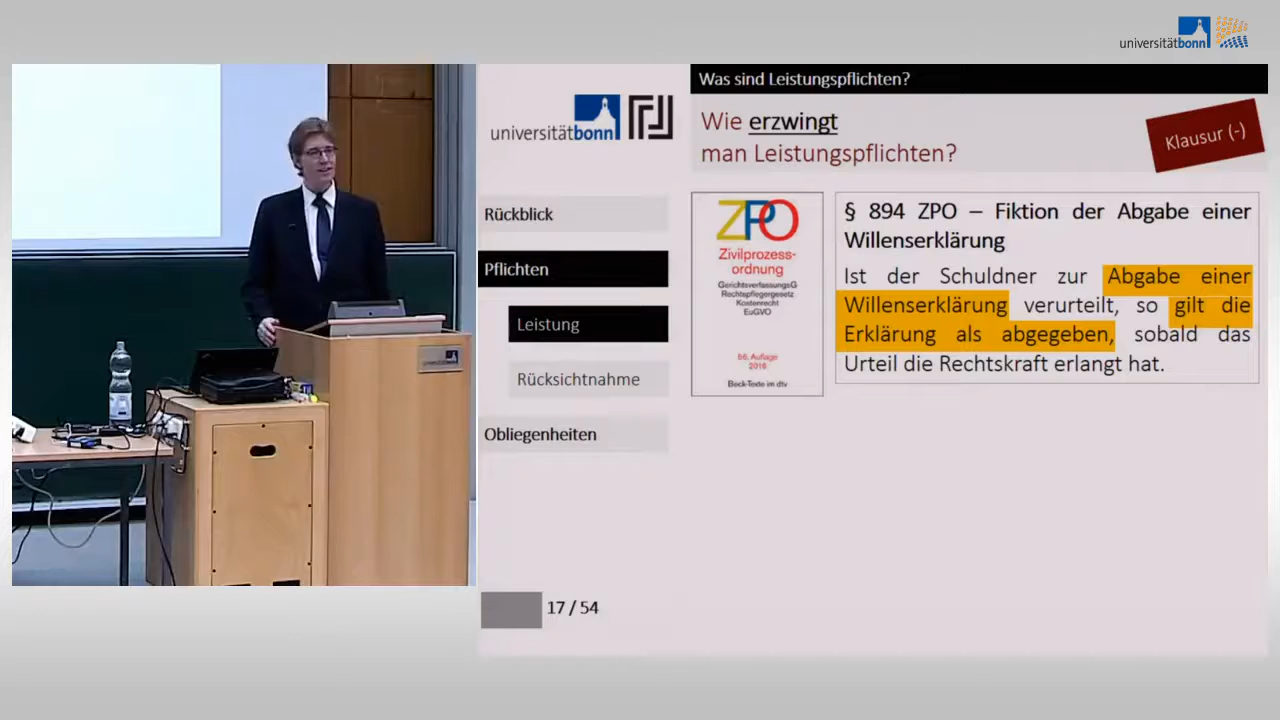 universitätbonn
Was sind Leistungspflichten?
universitätbonn
Wie erzwingt
man Leistungspflichten?
Klausur (-)
Rückblick
Pflichten
Leistung
Rücksichtnahme
Obliegenheiten
17 / 54
ZPO
Zivilprozess-
ordnung
GerichtsverfassungsG
Rechtspflegergesetz
Kostenrecht
EuGVO
56. Auflage
2016
Beck-Texte im dtv
§ 894 ZPO – Fiktion der Abgabe einer
Willenserklärung
Ist der Schuldner zur Abgabe einer
Willenserklärung verurteilt, so gilt die
Erklärung als abgegeben, sobald das
Urteil die Rechtskraft erlangt hat.